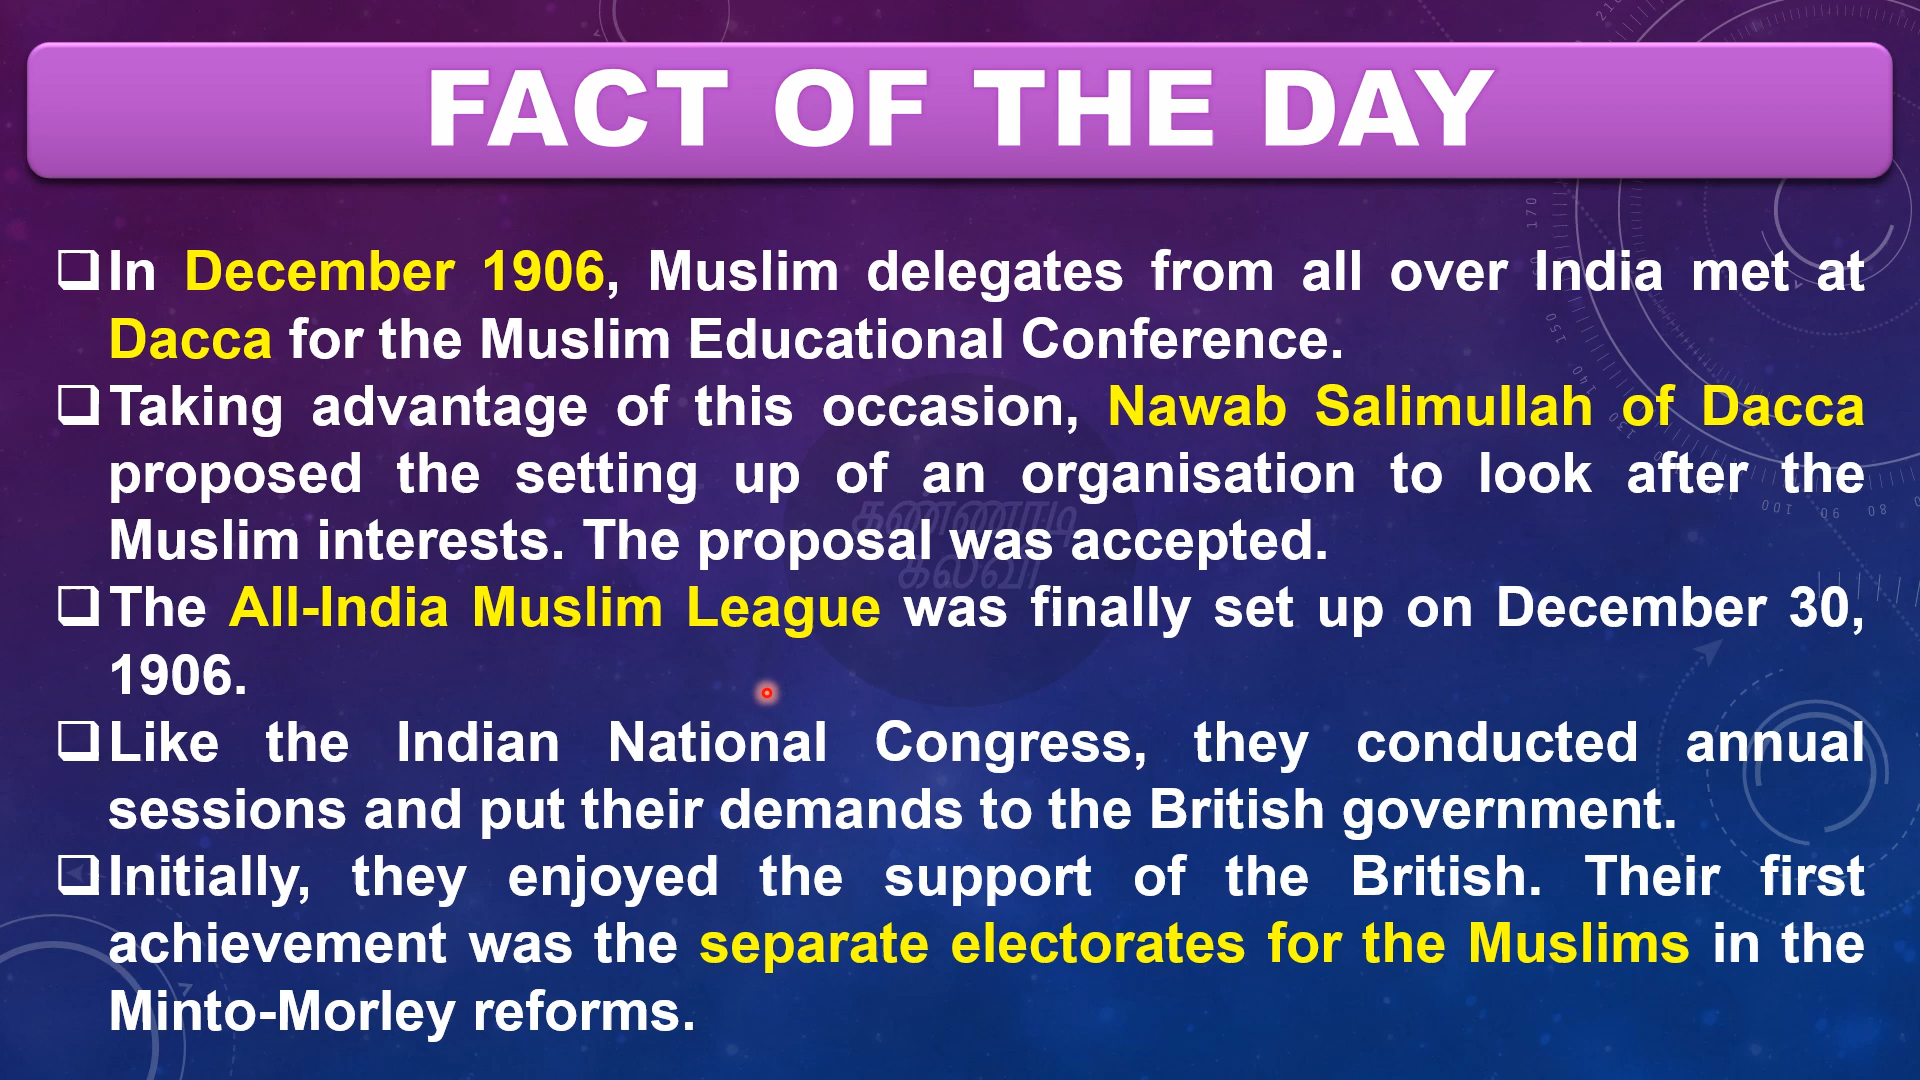 FACT OF THE DAY
❑In December 1906, Muslim delegates from all over India met at
Dacca for the Muslim Educational Conference.
❑Taking advantage of this occasion, Nawab Salimullah of Dacca
proposed the setting up of an organisation to look after the
Muslim interests. The proposal was accepted.
❑The All-India Muslim League was finally set up on December 30,
1906.
❑Like the Indian National Congress, they conducted annual
sessions and put their demands to the British government.
❑Initially, they enjoyed the support of the British. Their first
achievement was the separate electorates for the Muslims in the
Minto-Morley reforms.